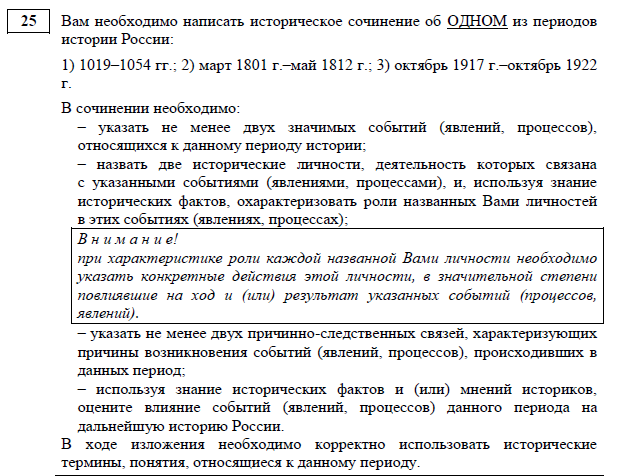 25
Вам необходимо написать историческое сочинение об ОДНОМ из периодов
истории России:
1) 1019–1054 гг.; 2) март 1801 г.–май 1812 г.; 3) октябрь 1917 г.–октябрь 1922
г.
В сочинении необходимо:
– указать не менее двух значимых событий (явлений, процессов),
относящихся к данному периоду истории;
– назвать две исторические личности, деятельность которых связана
с указанными событиями (явлениями, процессами), и, используя знание
исторических фактов, охарактеризовать роли названных Вами личностей
в этих событиях (явлениях, процессах);
Внимание!
при характеристике роли каждой названной Вами личности необходимо
указать конкретные действия этой личности, в значительной степени
повлиявшие на ход и (или) результат указанных событий (процессов,
явлений).
– указать не менее двух причинно-следственных связей, характеризующих
причины возникновения событий (явлений, процессов), происходивших в
данных период;
– используя знание исторических фактов и (или) мнений историков,
оцените влияние событий (явлений, процессов) данного периода на
дальнейшую историю России.
В ходе изложения необходимо корректно использовать исторические
термины, понятия, относящиеся к данному периоду.